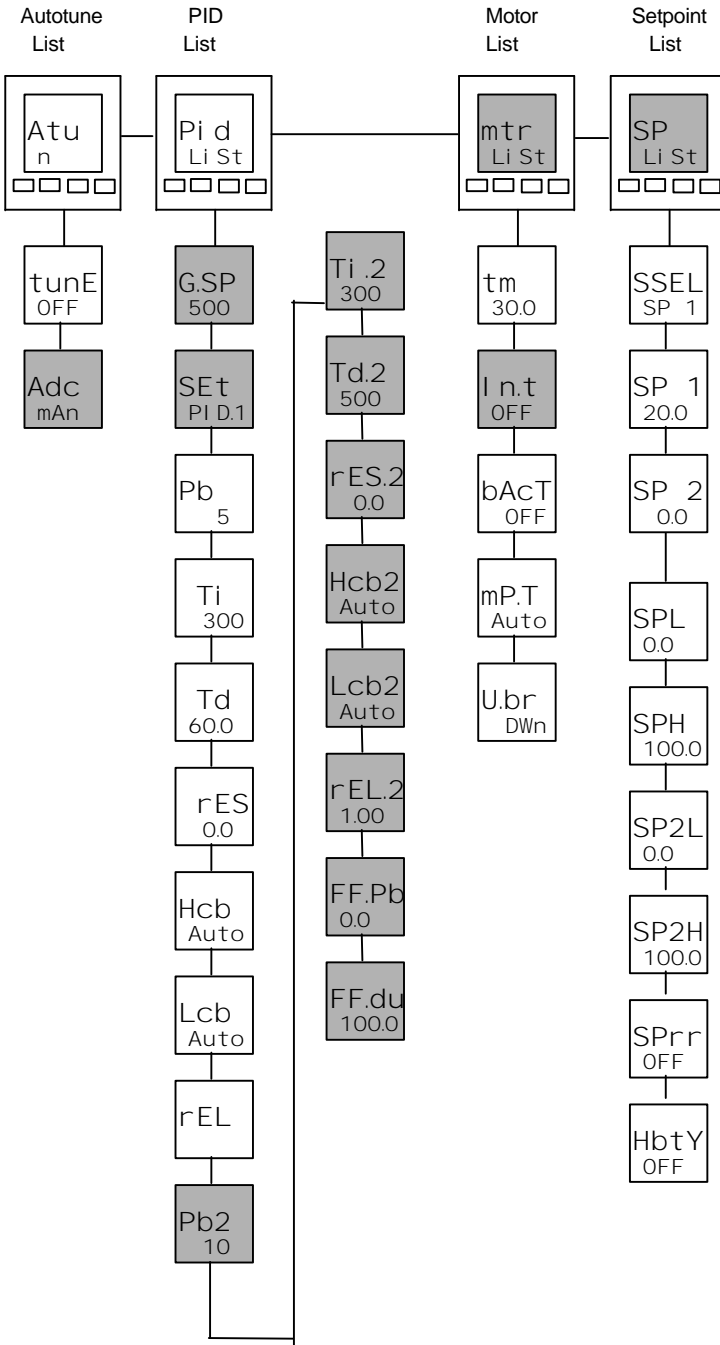 Autotune
List
PID
List
Motor
List
Setpoint
List
Atu
n
Pid
LiSt
mtr
LiSt
SP
LiSt
tunE
OFF
Adc
mAn
G.SP
500
SEt
PID.1
Pb
5
Ti
300
Td
60.0
rES
0.0
Hcb
Auto
Lcb
Auto
rEL
Pb2
10
Ti.2
300
Td.2
500
rES.2
0.0
Hcb2
Auto
Lcb2
Auto
rEL.2
1.00
FF.Pb
0.0
FF.du
100.0
tm
30.0
In.t
OFF
bAcT
OFF
mP.T
Auto
U.br
DWn
SSEL
SP 1
SP 1
20.0
SP 2
0.0
SPL
0.0
SPH
100.0
SP2L
0.0
SP2H
100.0
SPrr
OFF
HbtY
OFF